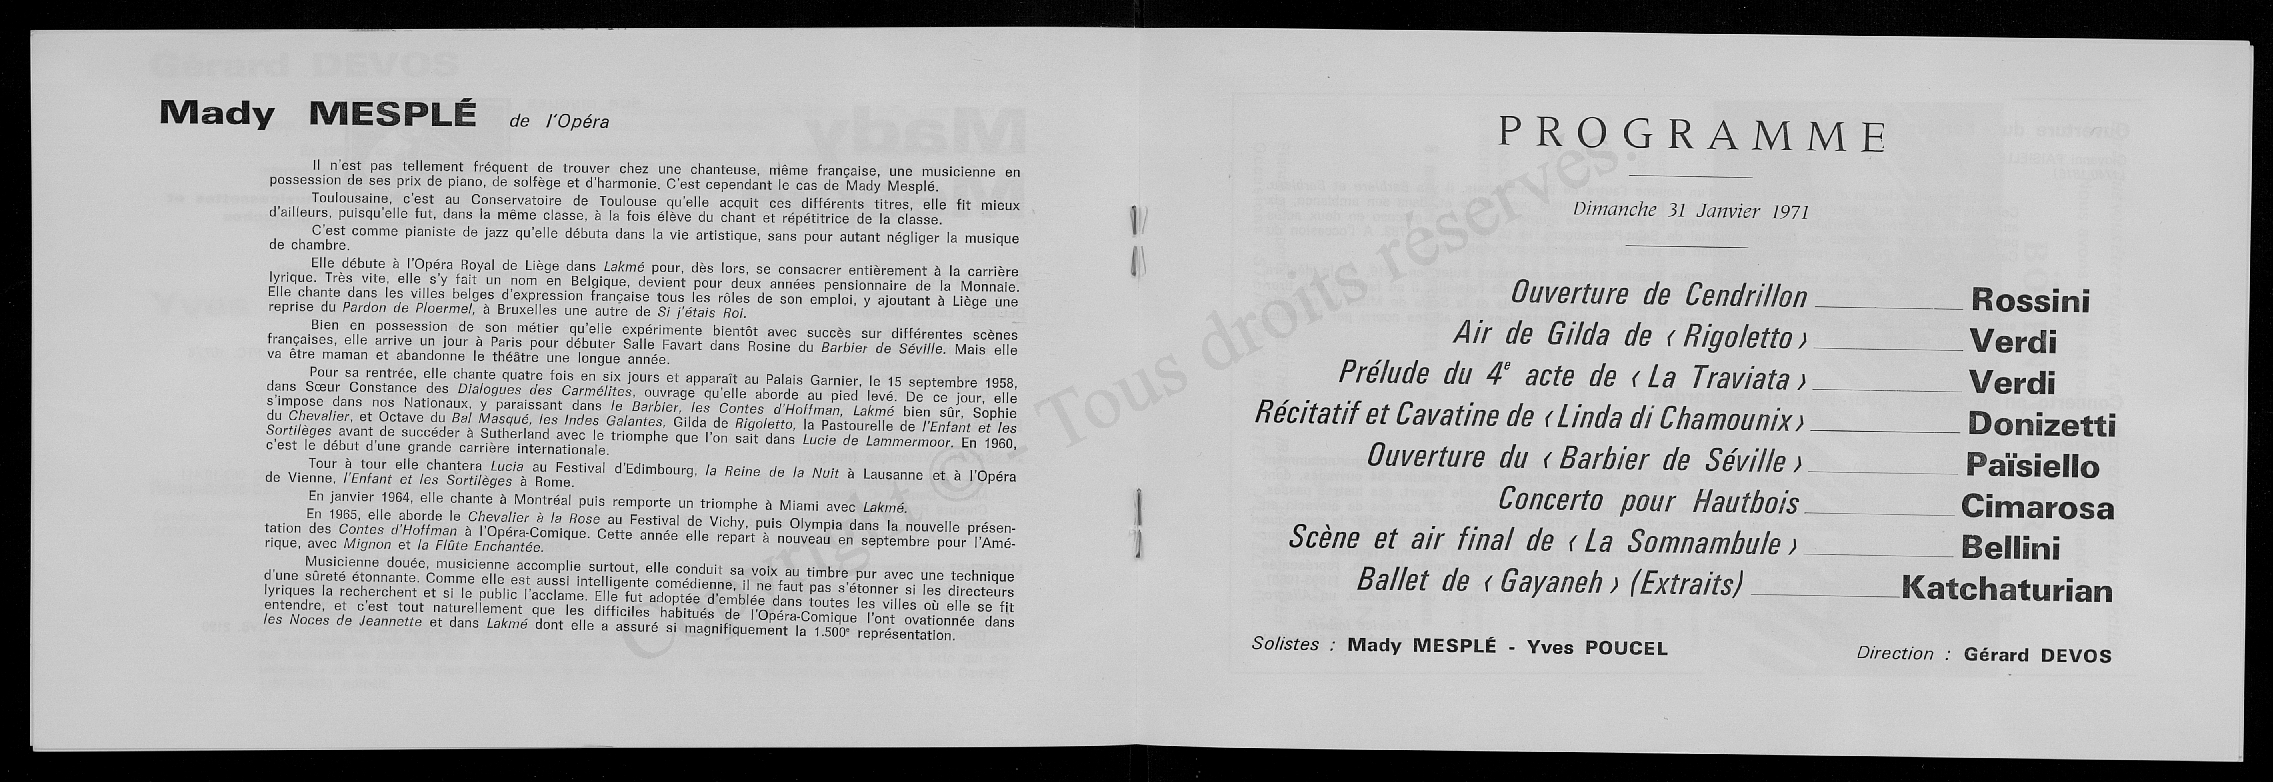 Mady MESPLÉ de l'Opéra
Il n'est pas tellement fréquent de trouver chez une chanteuse, même française, une musicienne en
possession de ses prix de piano, de solfège et d'harmonie. C'est cependant le cas de Mady Mesplé.
Toulousaine, c'est au Conservatoire de Toulouse qu'elle acquit ces différents titres, elle fit mieux
d'ailleurs, puisqu'elle fut, dans la même classe, à la fois élève du chant et répétitrice de la classe.
C'est comme pianiste de jazz qu'elle débuta dans la vie artistique, sans pour autant négliger la musique
de chambre.
Elle débute à l'Opéra Royal de Liège dans Lakmé pour, dès lors, se consacrer entièrement à la carrière
lyrique. Très vite, elle s'y fait un nom en Belgique, devient pour deux années pensionnaire de la Monnaie.
Elle chante dans les villes belges d'expression française tous les rôles de son emploi, y ajoutant à Liège une
reprise du Pardon de Ploermel, à Bruxelles une autre de Si j'étais Roi.
Bien en possession de son métier qu'elle expérimente bientôt avec succès sur différentes scènes
françaises, elle arrive un jour à Paris pour débuter Salle Favart dans Rosine du Barbier de Séville. Mais elle
va être maman et abandonne le théâtre une longue année.
Pour sa rentrée, elle chante quatre fois en six jours et apparaît au Palais Garnier, le 15 septembre 1958,
dans Sœur Constance des Dialogues des Carmélites, ouvrage qu'elle aborde au pied levé. De ce jour, elle
s'impose dans nos Nationaux, y paraissant dans le Barbier, les Contes d'Hoffman, Lakmé bien sûr, Sophie
du Chevalier, et Octave du Bal Masqué, les Indes Galantes, Gilda de Rigoletto, la Pastourelle de l'Enfant et les
Sortilèges avant de succéder à Sutherland avec le triomphe que l'on sait dans Lucie de Lammermoor. En 1960,
c'est le début d'une grande carrière internationale.
Tour à tour elle chantera Lucia au Festival d'Edimbourg, la Reine de la Nuit à Lausanne et à l'Opéra
de Vienne, l'Enfant et les Sortilèges à Rome.
En janvier 1964, elle chante à Montréal puis remporte un triomphe à Miami avec Lakmé.
En 1965, elle aborde le Chevalier à la Rose au Festival de Vichy, puis Olympia dans la nouvelle présen-
tation des Contes d'Hoffman à l'Opéra-Comique. Cette année elle repart à nouveau en septembre pour l'Amé-
rique, avec Mignon et la Flûte Enchantée.
Musicienne douée, musicienne accomplie surtout, elle conduit sa voix au timbre pur avec une technique
d'une sûreté étonnante. Comme elle est aussi intelligente comédienne, il ne faut pas s'étonner si les directeurs
lyriques la recherchent et si le public l'acclame. Elle fut adoptée d'emblée dans toutes les villes où elle se fit
entendre, et c'est tout naturellement que les difficiles habitués de l'Opéra-Comique l'ont ovationnée dans
les Noces de Jeannette et dans Lakmé dont elle a assuré si magnifiquement la 1.500e représentation.
Copyright © - Tous droits réservés.
PROGRAMME
Dimanche 31 Janvier 1971
Ouverture de Cendrillon Rossini
Air de Gilda de ‹ Rigoletto › Verdi
Prélude du 4e acte de ‹ La Traviata › Verdi
Récitatif et Cavatine de ‹ Linda di Chamounix › Donizetti
Ouverture du ‹ Barbier de Séville › Païsiello
Concerto pour Hautbois Cimarosa
Scène et air final de ‹ La Somnambule › Bellini
Ballet de ‹ Gayaneh › (Extraits) Katchaturian
Solistes : Mady MESPLÉ - Yves POUCEL
Direction : Gérard DEVOS